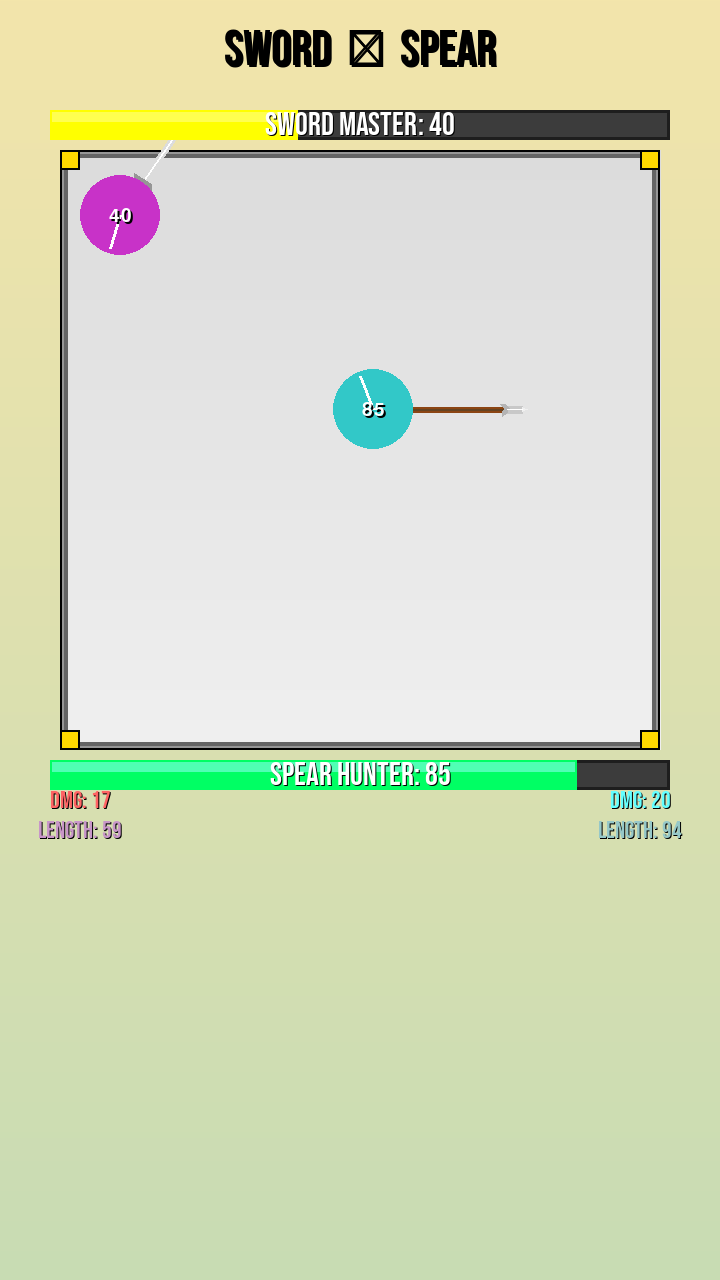 SWORD ☒ SPEAR
SWORD MASTER: 40
40
85
SPEAR HUNTER: 85
DMG: 17 DMG: 20
LENGTH: 59 LENGTH: 94